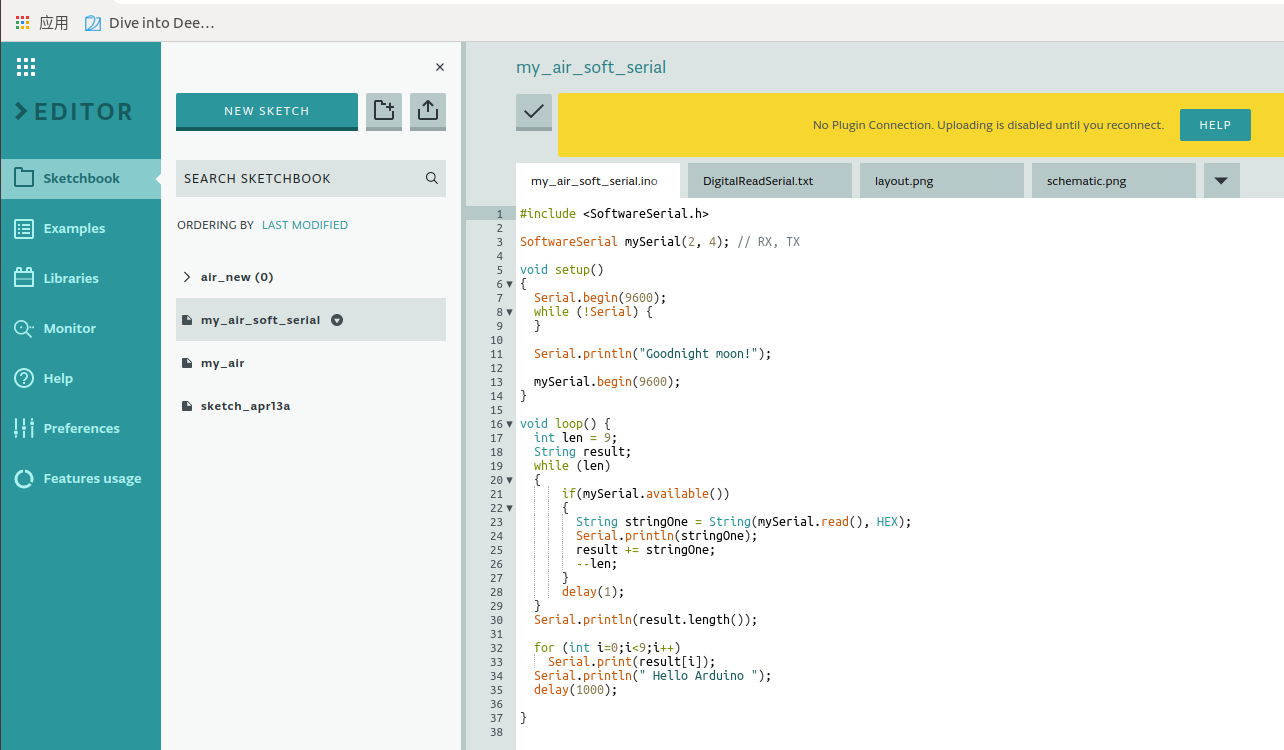 应用 Dive into Dee…
EDITOR
Sketchbook
Examples
Libraries
Monitor
Help
Preferences
Features usage
×
NEW SKETCH
SEARCH SKETCHBOOK
ORDERING BY LAST MODIFIED
air_new (0)
my_air_soft_serial
my_air
sketch_apr13a
my_air_soft_serial
No Plugin Connection. Uploading is disabled until you reconnect. HELP
my_air_soft_serial.ino DigitalReadSerial.txt layout.png schematic.png
1 #include <SoftwareSerial.h>
2
3 SoftwareSerial mySerial(2, 4); // RX, TX
4
5 void setup()
6 {
7 Serial.begin(9600);
8 while (!Serial) {
9 }
10
11 Serial.println("Goodnight moon!");
12
13 mySerial.begin(9600);
14 }
15
16 void loop() {
17 int len = 9;
18 String result;
19 while (len)
20 {
21 if(mySerial.available())
22 {
23 String stringOne = String(mySerial.read(), HEX);
24 Serial.println(stringOne);
25 result += stringOne;
26 --len;
27 }
28 delay(1);
29 }
30 Serial.println(result.length());
31
32 for (int i=0;i<9;i++)
33 Serial.print(result[i]);
34 Serial.println(" Hello Arduino ");
35 delay(1000);
36
37 }
38